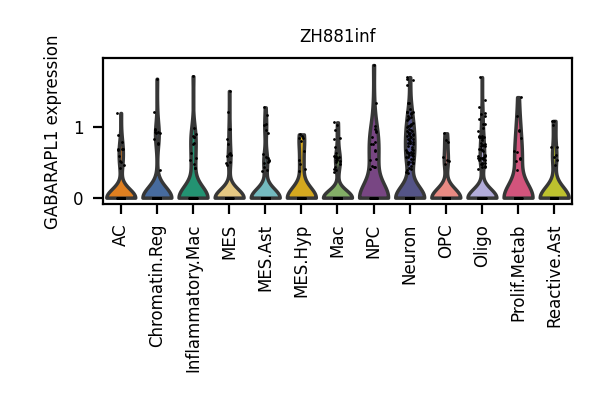 ZH881inf
GABARAPL1 expression
1
0
AC
Chromatin.Reg
Inflammatory.Mac
MES
MES.Ast
MES.Hyp
Mac
NPC
Neuron
OPC
Oligo
Prolif.Metab
Reactive.Ast